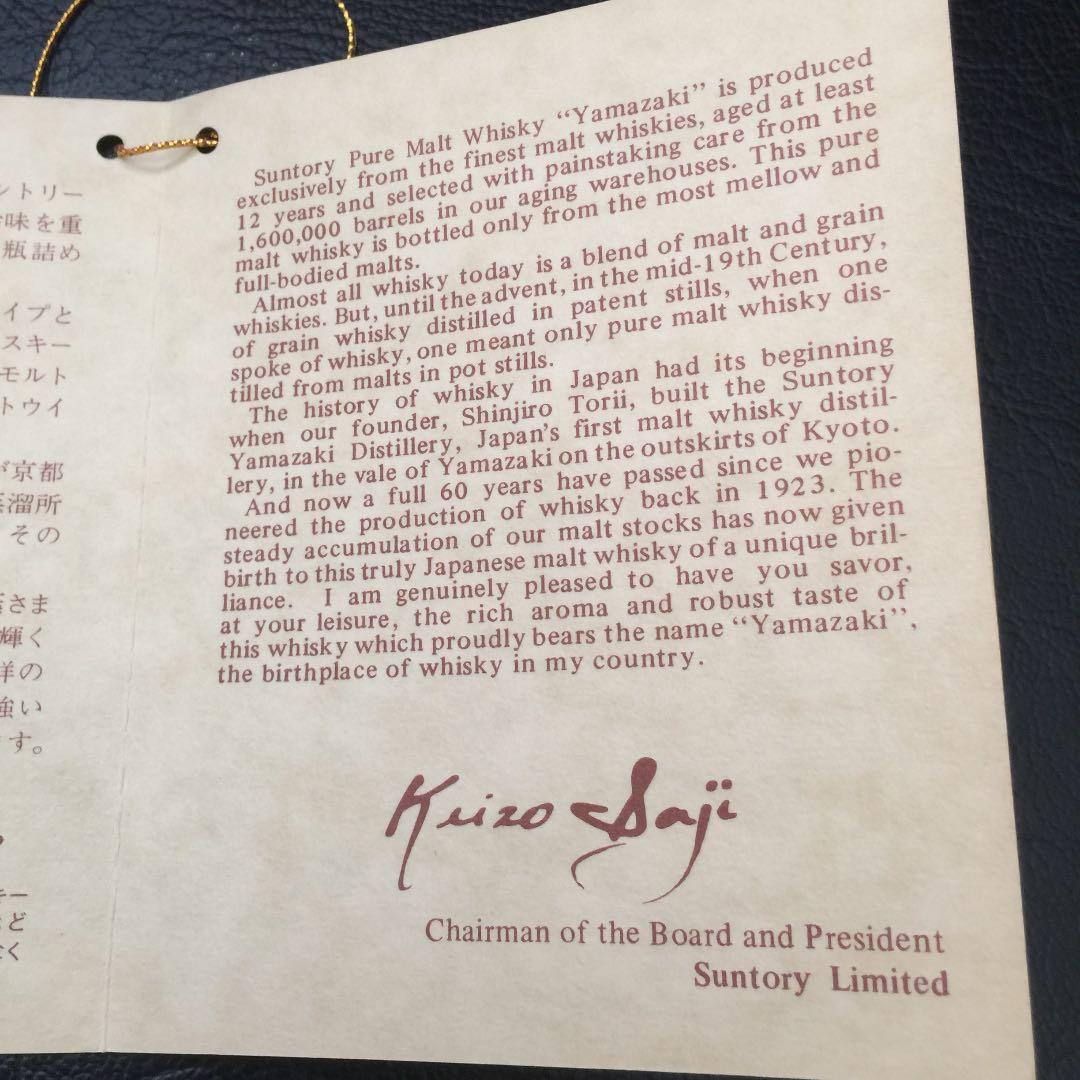 ントリー
味を重
瓶詰め
イプと
スキー
モルト
トウイ
京都
溜所
その
さま
輝く
洋の
強い
す。
ー
ど
く
Suntory Pure Malt Whisky “Yamazaki” is produced
exclusively from the finest malt whiskies, aged at least
12 years and selected with painstaking care from the
1,600,000 barrels in our aging warehouses. This pure
malt whisky is bottled only from the most mellow and
full-bodied malts.
Almost all whisky today is a blend of malt and grain
whiskies. But, until the advent, in the mid-19th Century,
of grain whisky distilled in patent stills, when one
spoke of whisky, one meant only pure malt whisky dis-
tilled from malts in pot stills.
The history of whisky in Japan had its beginning
when our founder, Shinjiro Torii, built the Suntory
Yamazaki Distillery, Japan's first malt whisky distil-
lery, in the vale of Yamazaki on the outskirts of Kyoto.
And now a full 60 years have passed since we pio-
neered the production of whisky back in 1923. The
steady accumulation of our malt stocks has now given
birth to this truly Japanese malt whisky of a unique bril-
liance. I am genuinely pleased to have you savor,
at your leisure, the rich aroma and robust taste of
this whisky which proudly bears the name “Yamazaki”,
the birthplace of whisky in my country.
Keizo Saji
Chairman of the Board and President
Suntory Limited